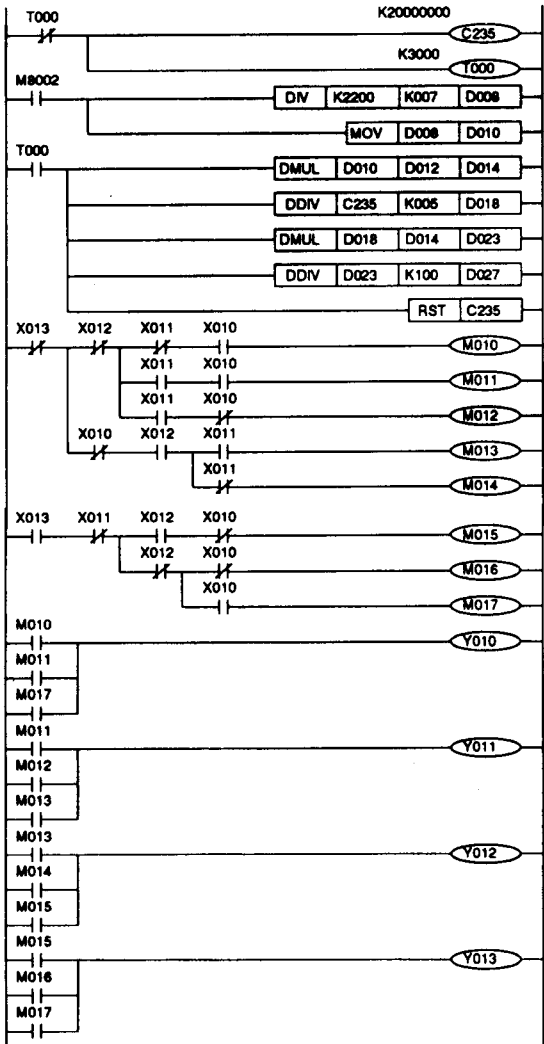 T000 K20000000
C235
K3000
T000
M8002
DIV K2200 K007 D008
MOV D008 D010
T000
DMUL D010 D012 D014
DDIV C235 K005 D018
DMUL D018 D014 D023
DDIV D023 K100 D027
RST C235
X013 X012 X011 X010
M010
X011 X010
M011
X011 X010
M012
X010 X012 X011
M013
X011
M014
X013 X011 X012 X010
M015
X012 X010
M016
X010
M017
M010
Y010
M011
M017
M011
Y011
M012
M013
M013
Y012
M014
M015
M015
Y013
M016
M017